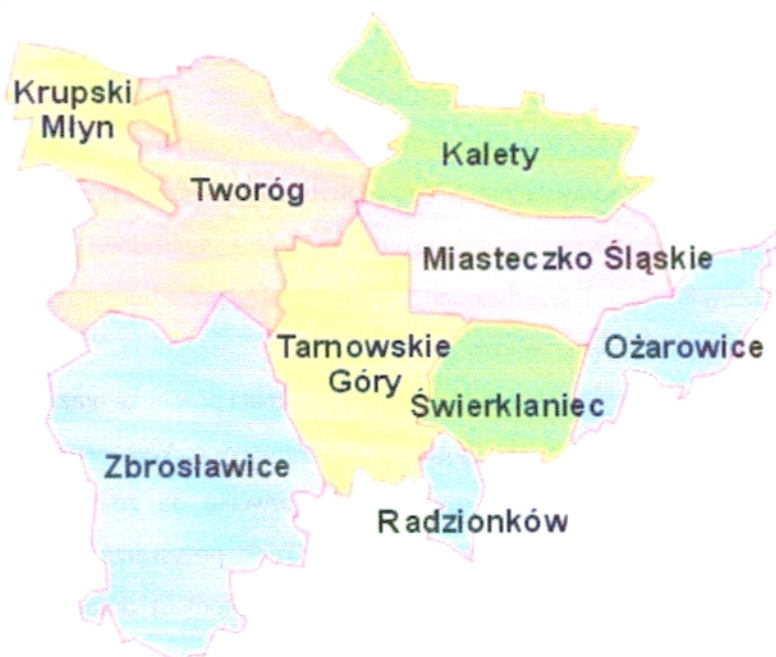 Krupski
Młyn
Kalety
Tworóg
Miasteczko Śląskie
Tarnowskie
Góry
Ożarowice
Świerklaniec
Zbrosławice
Radzionków